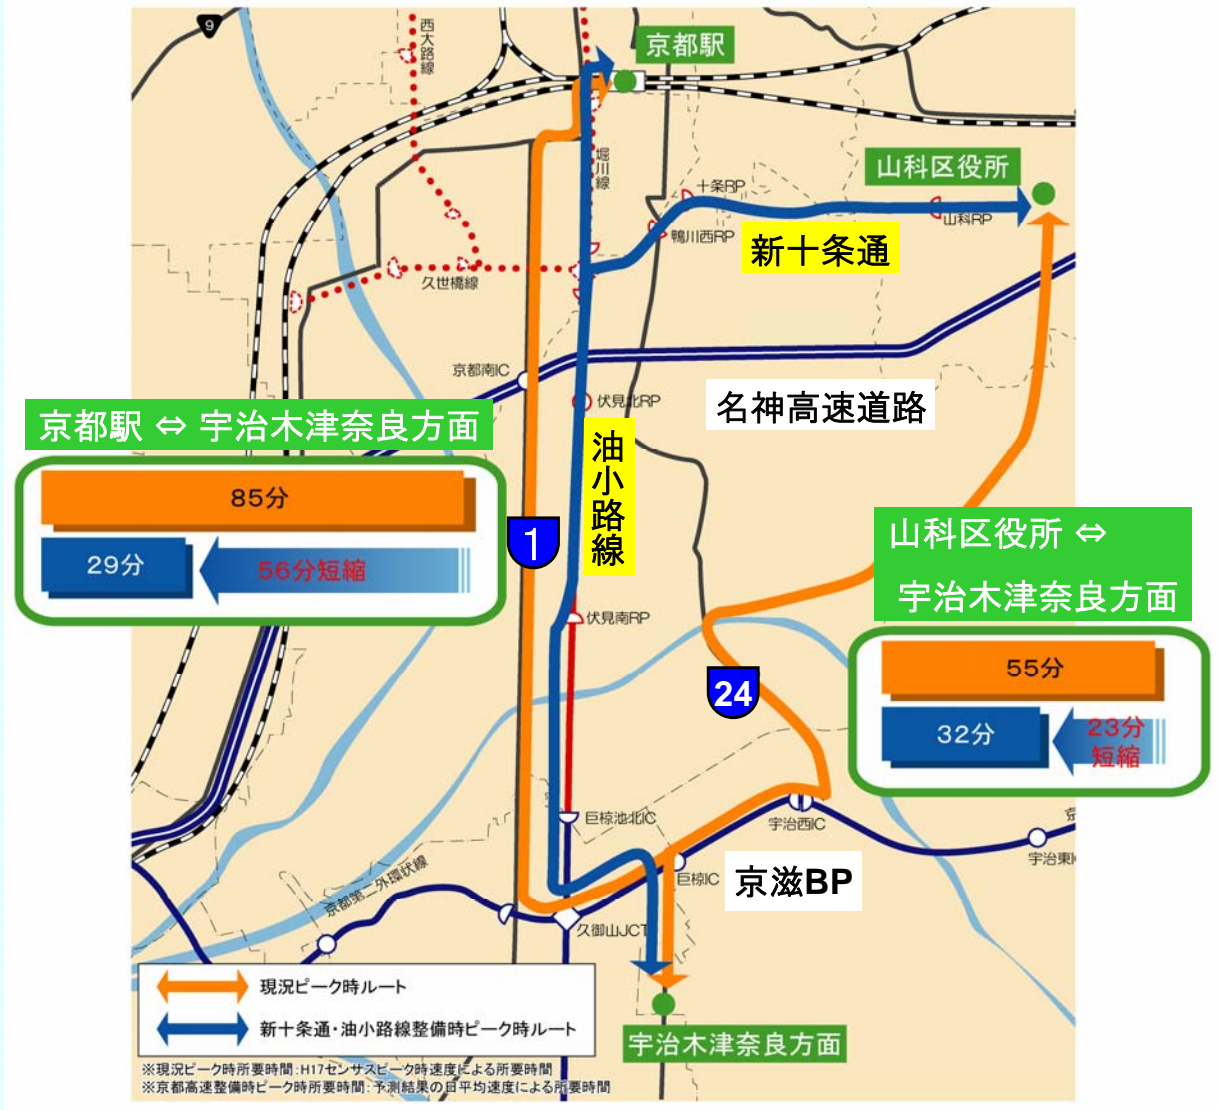 9
西大路線
京都駅
堀川線
山科区役所
十条RP
山科RP
鴨川西RP
新十条通
久世橋線
京都南IC
名神高速道路
伏見北RP
油小路線
京都駅 ⇔ 宇治木津奈良方面
85分
29分
56分短縮
1
山科区役所 ⇔
宇治木津奈良方面
55分
32分
23分
短縮
伏見南RP
24
巨椋池北IC
宇治西IC
京
宇治東IC
巨椋IC
京滋BP
京都第二外環状線
久御山JCT
現況ピーク時ルート
新十条通・油小路線整備時ピーク時ルート
宇治木津奈良方面
※現況ピーク時所要時間:H17センサスピーク時速度による所要時間
※京都高速整備時ピーク時所要時間:予測結果の日平均速度による所要時間